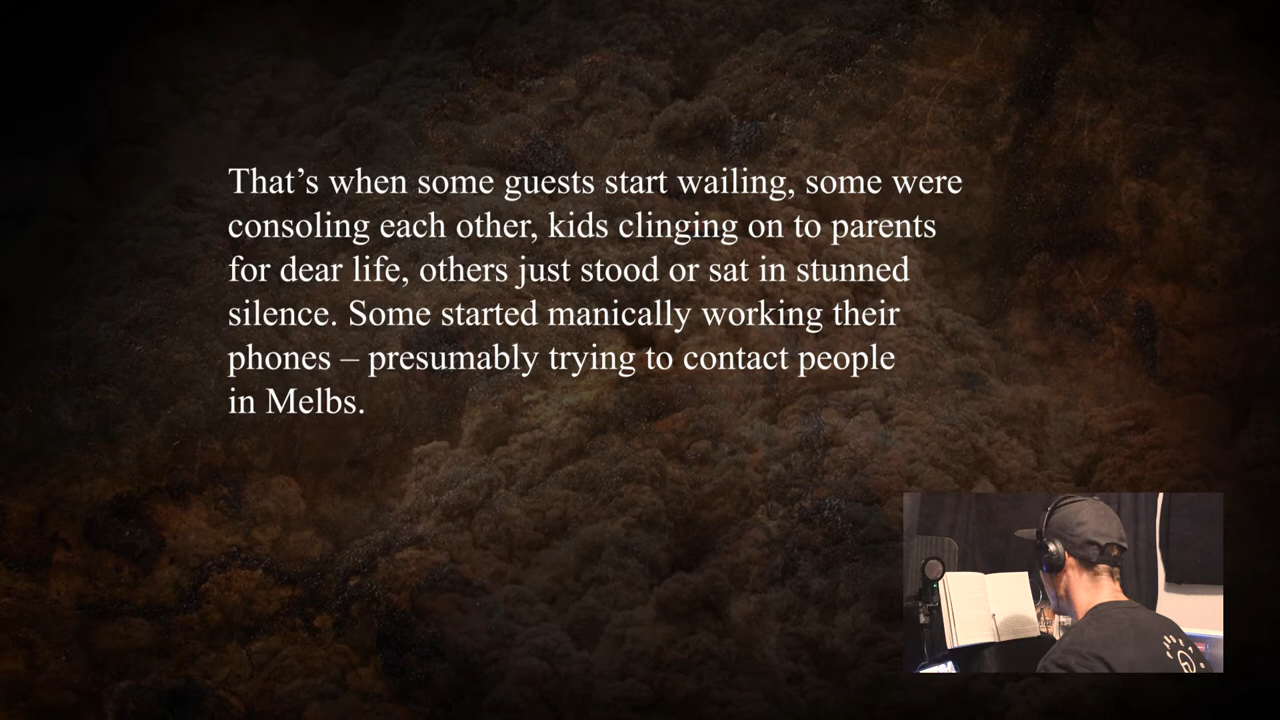 That’s when some guests start wailing, some were
consoling each other, kids clinging on to parents
for dear life, others just stood or sat in stunned
silence. Some started manically working their
phones – presumably trying to contact people
in Melbs.